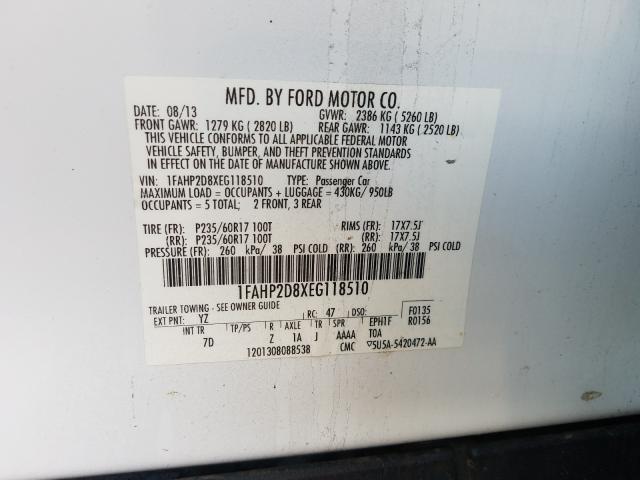 MFD. BY FORD MOTOR CO.
DATE: 08/13 GVWR: 2386 KG ( 5260 LB)
FRONT GAWR: 1279 KG ( 2820 LB) REAR GAWR: 1143 KG ( 2520 LB)
THIS VEHICLE CONFORMS TO ALL APPLICABLE FEDERAL MOTOR
VEHICLE SAFETY, BUMPER, AND THEFT PREVENTION STANDARDS
IN EFFECT ON THE DATE OF MANUFACTURE SHOWN ABOVE.
VIN: 1FAHP2D8XEG118510 TYPE: Passenger Car
MAXIMUM LOAD = OCCUPANTS + LUGGAGE = 430KG/ 950LB
OCCUPANTS = 5 TOTAL; 2 FRONT, 3 REAR
TIRE (FR): P235/60R17 100T RIMS (FR): 17X7.5J
(RR): P235/60R17 100T (RR): 17X7.5J
PRESSURE (FR): 260 kPa/ 38 PSI COLD (RR): 260 kPa/ 38 PSI COLD
1FAHP2D8XEG118510
TRAILER TOWING - SEE OWNER GUIDE
EXT PNT: YZ RC: 47 DSO: F0135
INT TR TP/PS R AXLE TR SPR EPH1F R0156
7D Z 1A J AAAA T0A
1201308088538 CMC 5U5A-5420472-AA